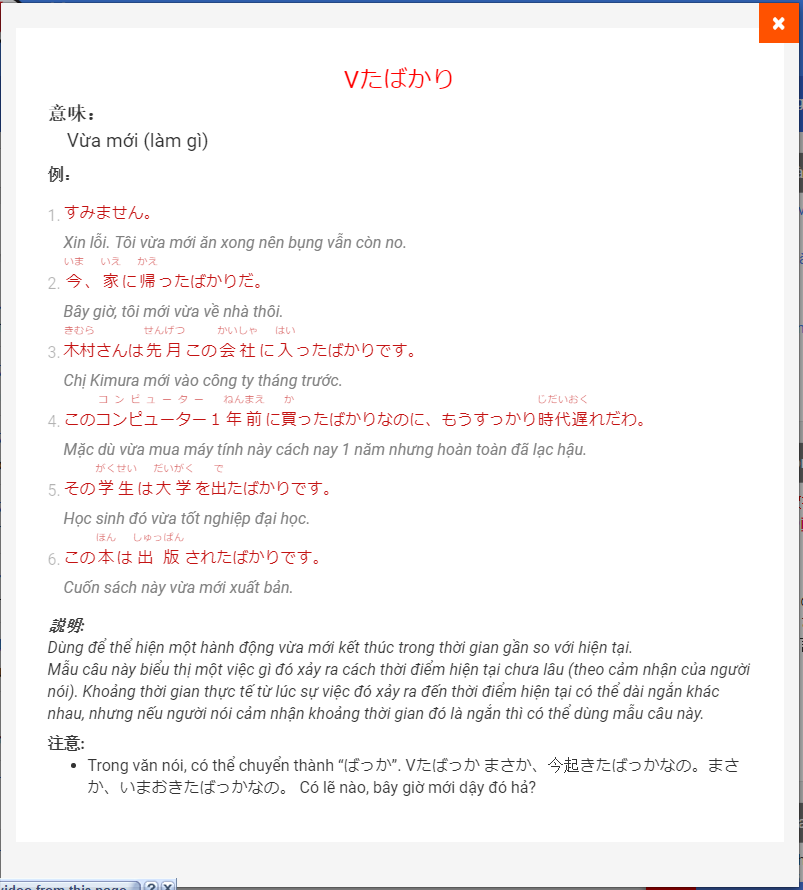 Vたばかり
意味：
Vừa mới (làm gì)
例：
1. すみません。
Xin lỗi. Tôi vừa mới ăn xong nên bụng vẫn còn no.
いま いえ かえ
2. 今、家に帰ったばかりだ。
Bây giờ, tôi mới vừa về nhà thôi.
きむら せんげつ かいしゃ はい
3. 木村さんは先月この会社に入ったばかりです。
Chị Kimura mới vào công ty tháng trước.
コンピューター ねんまえ か じだいおく
4. このコンピューター１年前に買ったばかりなのに、もうすっかり時代遅れだわ。
Mặc dù vừa mua máy tính này cách nay 1 năm nhưng hoàn toàn đã lạc hậu.
がくせい だいがく で
5. その学生は大学を出たばかりです。
Học sinh đó vừa tốt nghiệp đại học.
ほん しゅっぱん
6. この本は出版されたばかりです。
Cuốn sách này vừa mới xuất bản.
説明:
Dùng để thể hiện một hành động vừa mới kết thúc trong thời gian gần so với hiện tại.
Mẫu câu này biểu thị một việc gì đó xảy ra cách thời điểm hiện tại chưa lâu (theo cảm nhận của người
nói). Khoảng thời gian thực tế từ lúc sự việc đó xảy ra đến thời điểm hiện tại có thể dài ngắn khác
nhau, nhưng nếu người nói cảm nhận khoảng thời gian đó là ngắn thì có thể dùng mẫu câu này.
注意:
• Trong văn nói, có thể chuyển thành “ばっか”. Vたばっか まさか、今起きたばっかなの。まさ
か、いまおきたばっかなの。 Có lẽ nào, bây giờ mới dậy đó hả?
video from this page ? X